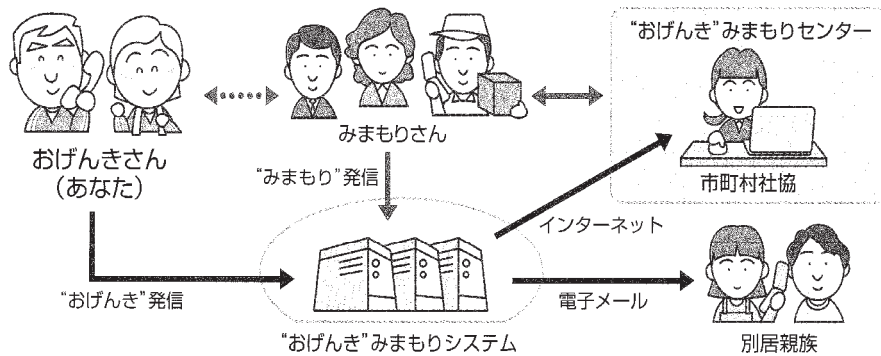 “おげんき”みまもりセンター
みまもりさん
おげんきさん
(あなた)
“みまもり”発信
市町村社協
インターネット
“おげんき”発信
電子メール
“おげんき”みまもりシステム
別居親族